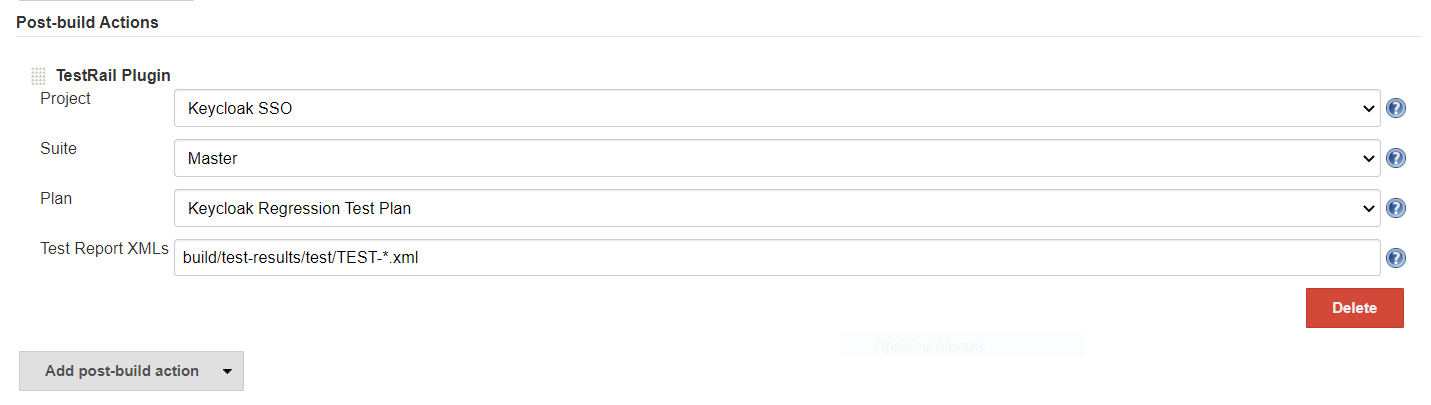 Post-build Actions
TestRail Plugin
Project
Keycloak SSO
Suite
Master
Plan
Keycloak Regression Test Plan
Test Report XMLs
build/test-results/test/TEST-*.xml
Delete
Прямоугольник
Add post-build action